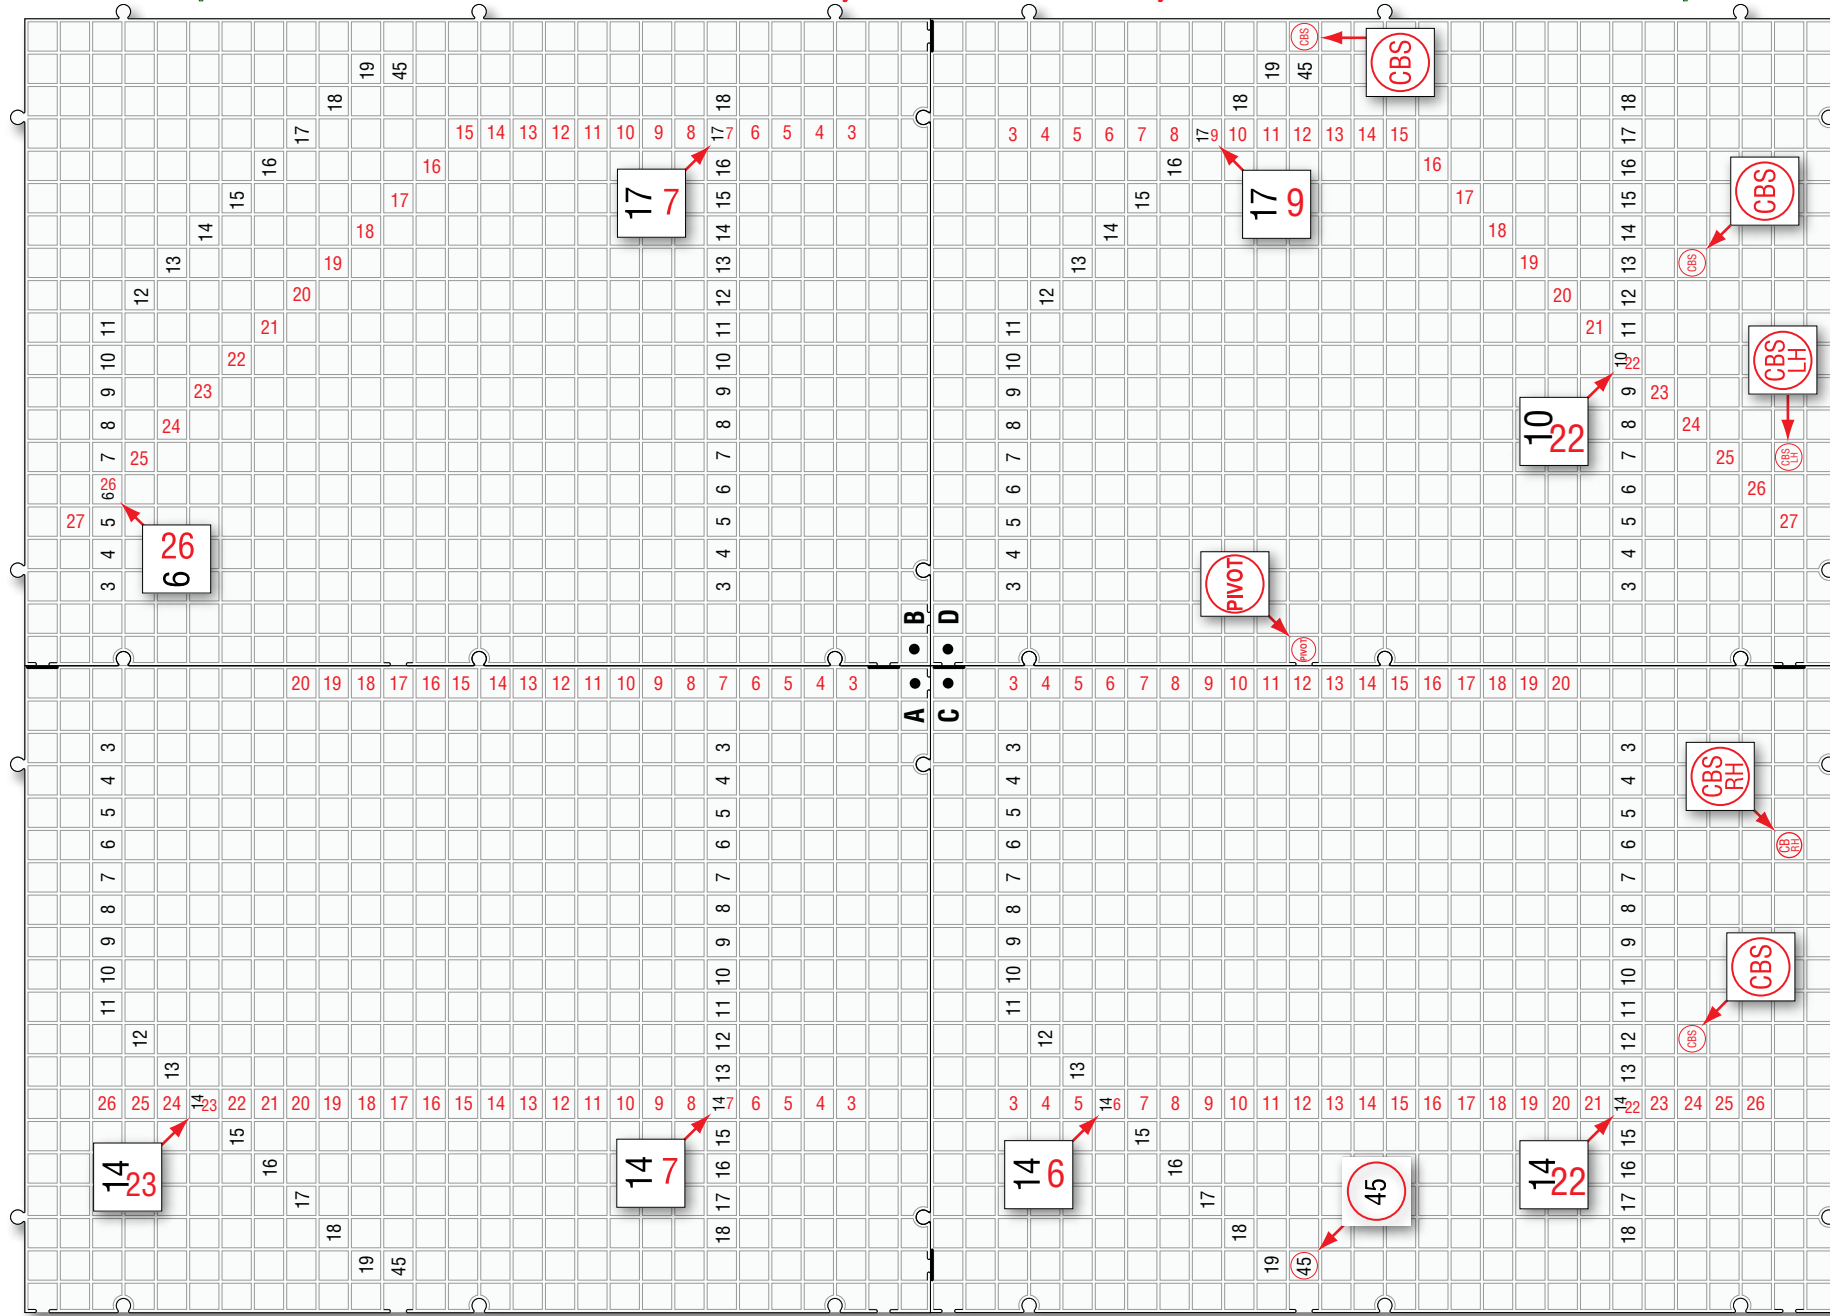 CBS
19 45 19 45 CBS
18 18 18 18
17 15 14 13 12 11 10 9 8 17 7 6 5 4 3 3 4 5 6 7 8 17 9 10 11 12 13 14 15 17
16 16 16 16 16 16
15 17 17 7 15 15 17 9 17 15 CBS
14 18 14 14 18 14
13 19 13 13 19 13 CBS
12 20 12 12 20 12
11 21 11 11 21 11
10 22 10 10 10 22 CBS LH
9 23 9 9 9 23
8 24 8 8 10 22 8 24
7 25 7 7 7 25 CBS LH
26 6 6 6 6 26
27 5 5 5 5 27
4 26 6 4 4 4
3 3 3 PIVOT 3
B D
PIVOT
20 19 18 17 16 15 14 13 12 11 10 9 8 7 6 5 4 3 3 4 5 6 7 8 9 10 11 12 13 14 15 16 17 18 19 20
A C
3 3 3 3
4 4 4 4 CBS RH
5 5 5 5
6 6 6 6 CB RH
7 7 7 7
8 8 8 8
9 9 9 9
10 10 10 10 CBS
11 11 11 11
12 12 12 12 CBS
13 13 13 13
26 25 24 14 23 22 21 20 19 18 17 16 15 14 13 12 11 10 9 8 14 7 6 5 4 3 3 4 5 14 6 7 8 9 10 11 12 13 14 15 16 17 18 19 20 21 14 22 23 24 25 26
15 15 15 15
14 23 16 14 7 16 14 6 16 14 22 16
17 17 17 45 17
18 18 18 18
19 45 19 45